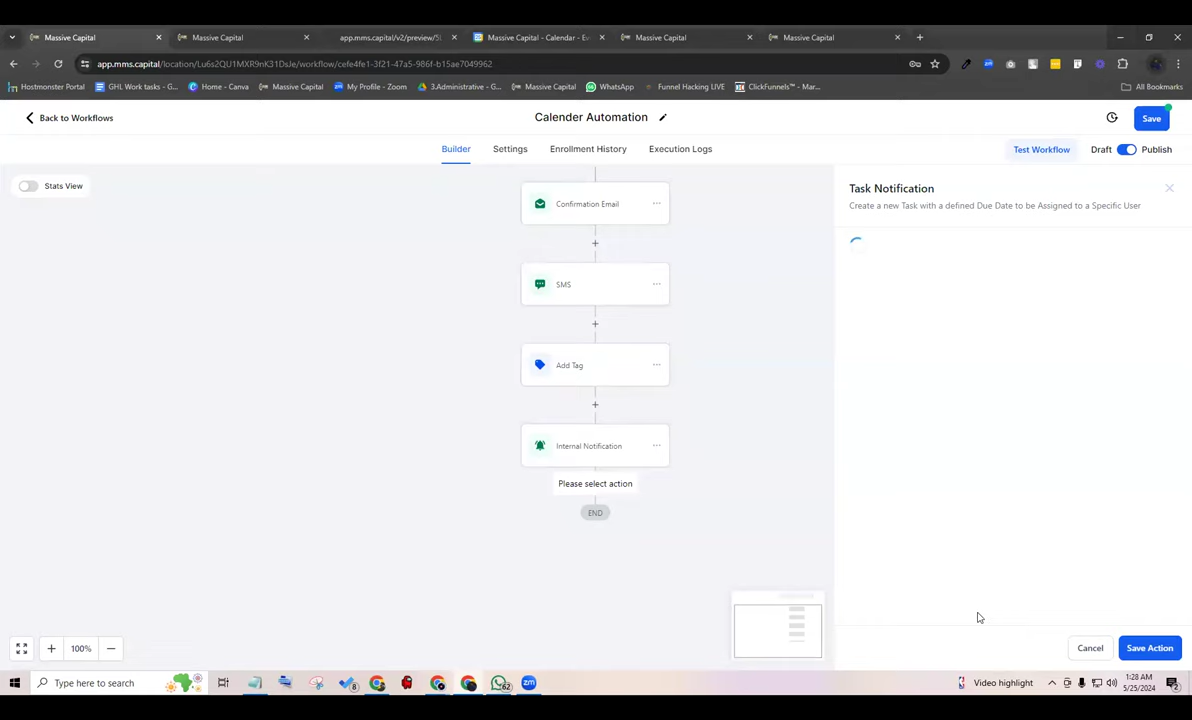 Massive Capital
Massive Capital
app.mms.capital/v2/preview/5
Massive Capital - Calendar - Ev
Massive Capital
Massive Capital
app.mms.capital/location/Lu6s2QU1MXR9nK31DsJe/workflow/cefe4fe1-3f21-47a5-986f-b15ae7049962
Hostmonster Portal
GHL Work tasks - G...
Home - Canva
Massive Capital
My Profile - Zoom
3.Administrative - G...
Massive Capital
WhatsApp
Funnel Hacking LIVE
ClickFunnels™ - Mar...
All Bookmarks
Back to Workflows
Calender Automation
Save
Builder
Settings
Enrollment History
Execution Logs
Test Workflow
Draft
Publish
Stats View
Task Notification
Create a new Task with a defined Due Date to be Assigned to a Specific User
Confirmation Email
SMS
Add Tag
Internal Notification
Please select action
END
100%
Cancel
Save Action
Type here to search
8
62
zm
Video highlight
1:28 AM
5/25/2024
2